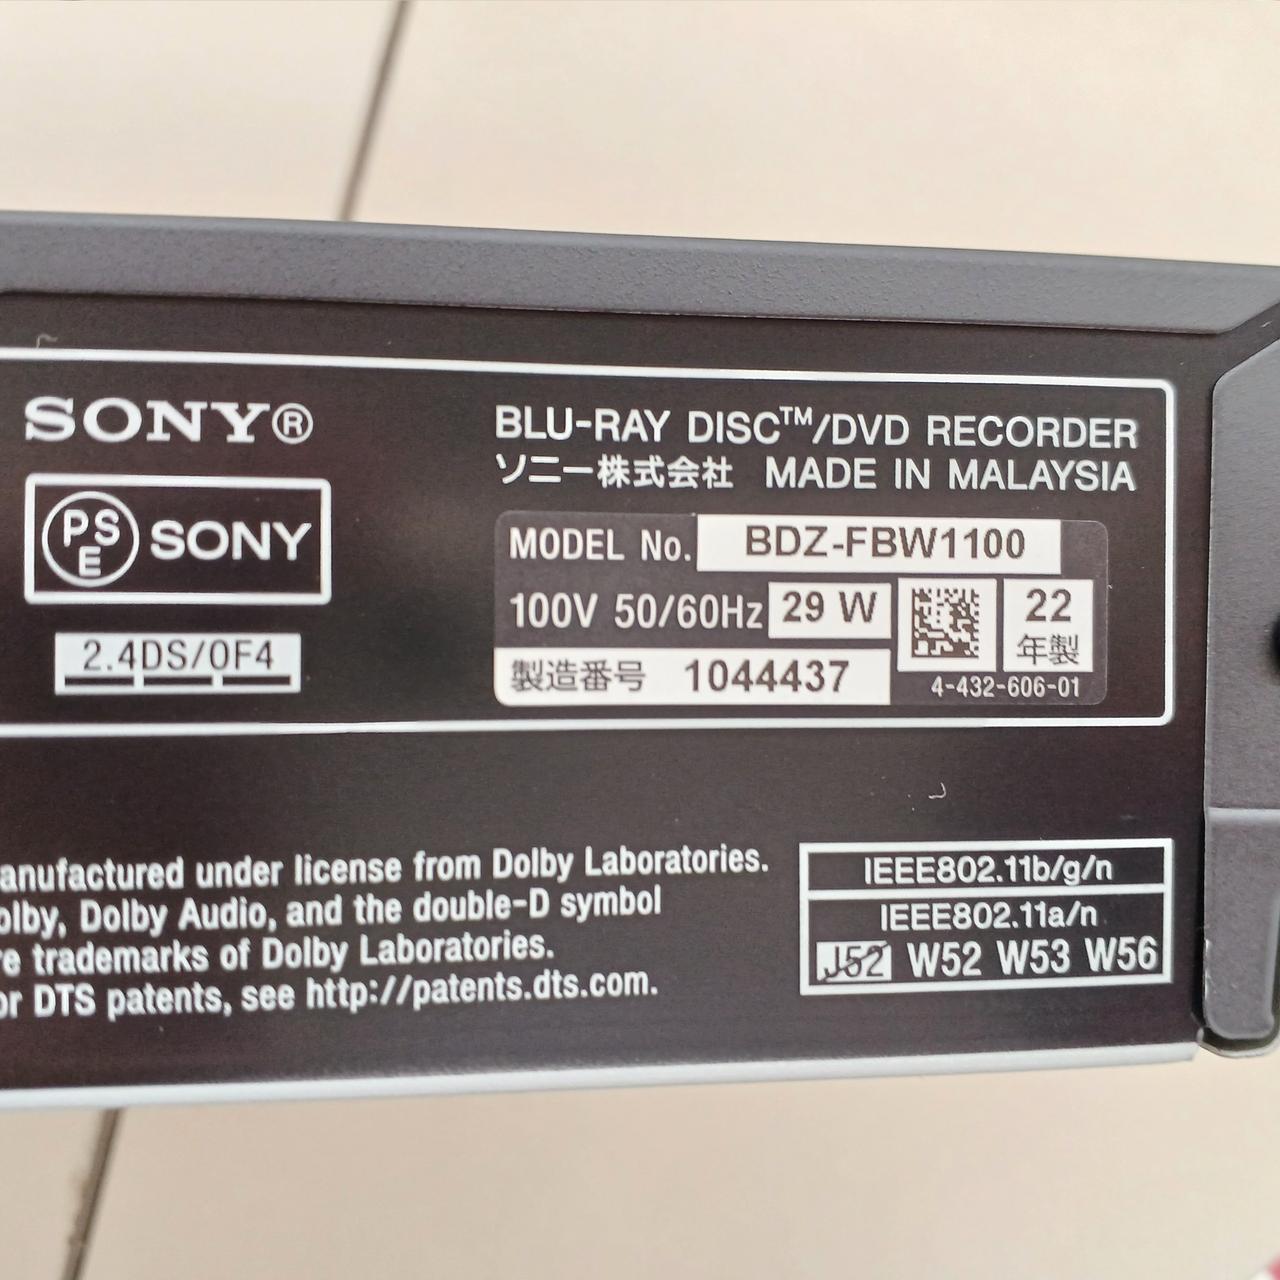 SONY®
PSE SONY
2.4DS/OF4
BLU-RAY DISC™/DVD RECORDER
ソニー株式会社 MADE IN MALAYSIA
MODEL No. BDZ-FBW1100
100V 50/60Hz 29 W
22
年製
製造番号 1044437
4-432-606-01
anufactured under license from Dolby Laboratories.
olby, Dolby Audio, and the double-D symbol
re trademarks of Dolby Laboratories.
or DTS patents, see http://patents.dts.com.
IEEE802.11b/g/n
IEEE802.11a/n
J52 W52 W53 W56